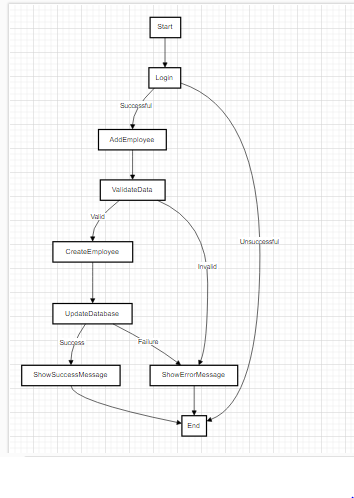 Start
Login
Successful
AddEmployee
ValidateData
Valid
Unsuccessful
CreateEmployee
Invalid
UpdateDatabase
Success
Failure
ShowSuccessMessage
ShowErrorMessage
End